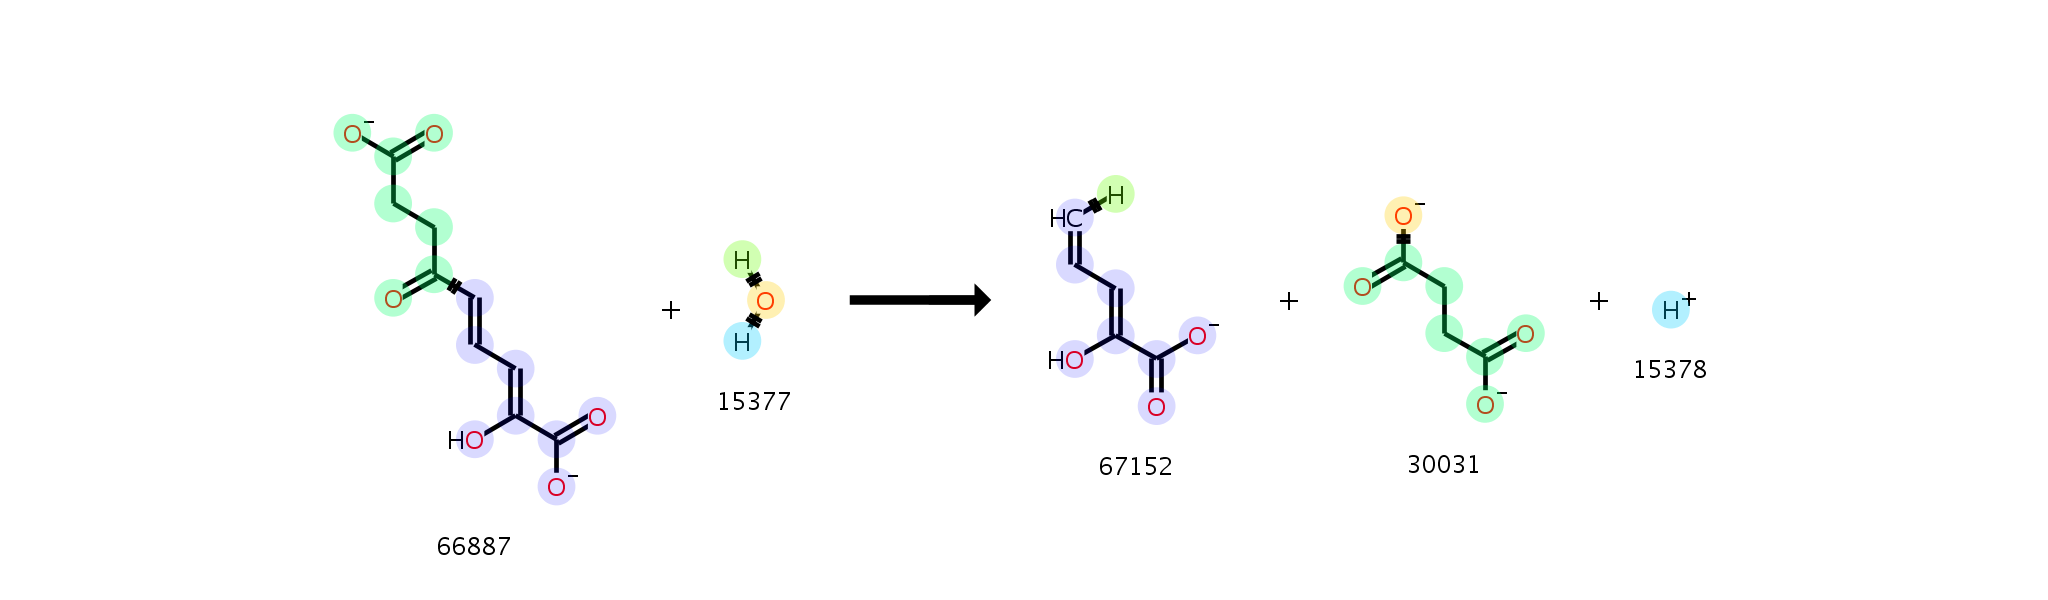 O⁻ O
O
HO O
O⁻
66887
+
H
O
H
15377
HC H
HO O⁻
O
67152
+
O⁻
O
O
O⁻
30031
+
H⁺
15378